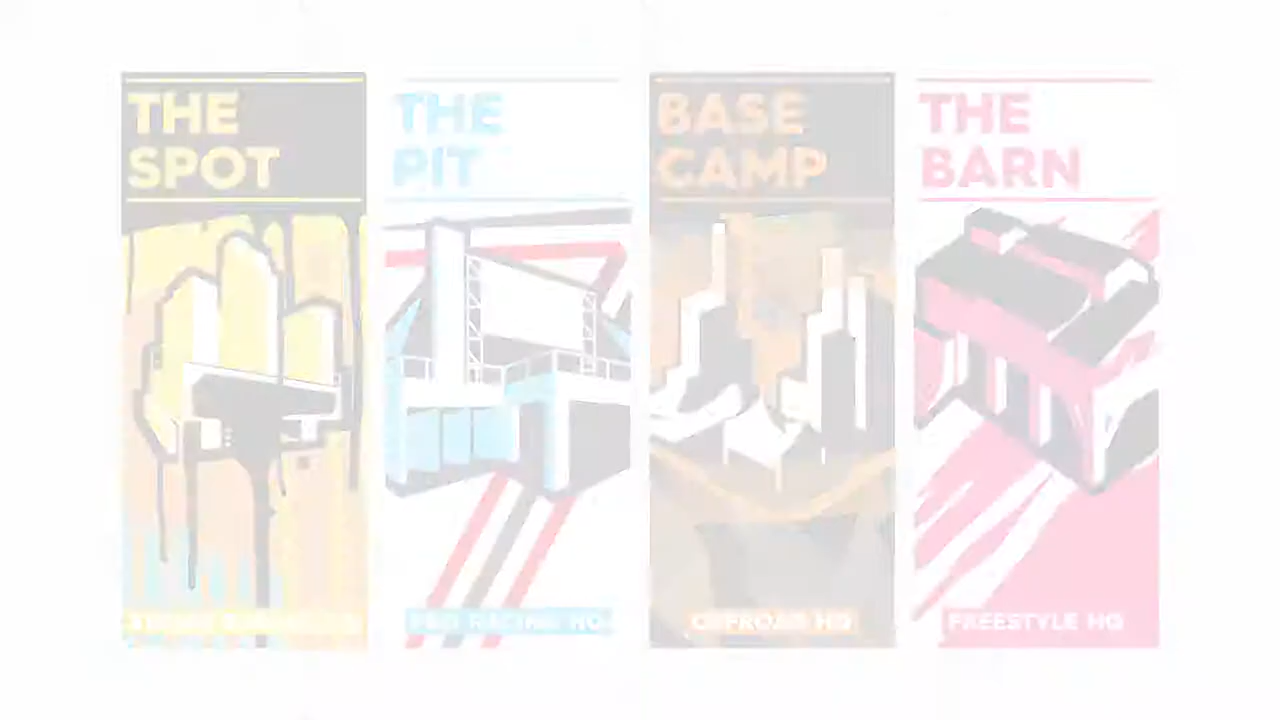 THE
SPOT
THE
PIT
BASE
CAMP
THE
BARN
PRO RACING HQ
OFFROAD HQ
FREESTYLE HQ